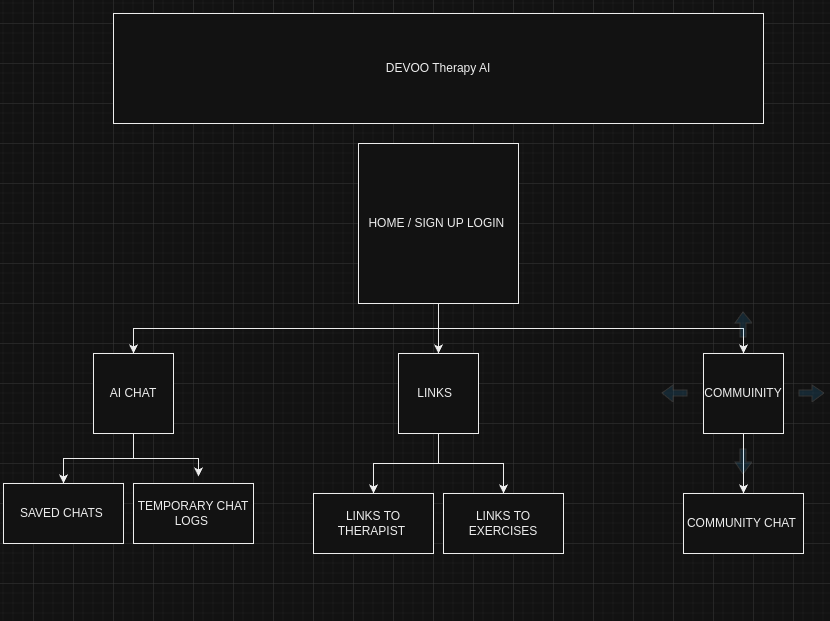 DEVOO Therapy AI
HOME / SIGN UP LOGIN
AI CHAT
LINKS
COMMUINITY
SAVED CHATS
TEMPORARY CHAT
LOGS
LINKS TO
THERAPIST
LINKS TO
EXERCISES
COMMUNITY CHAT